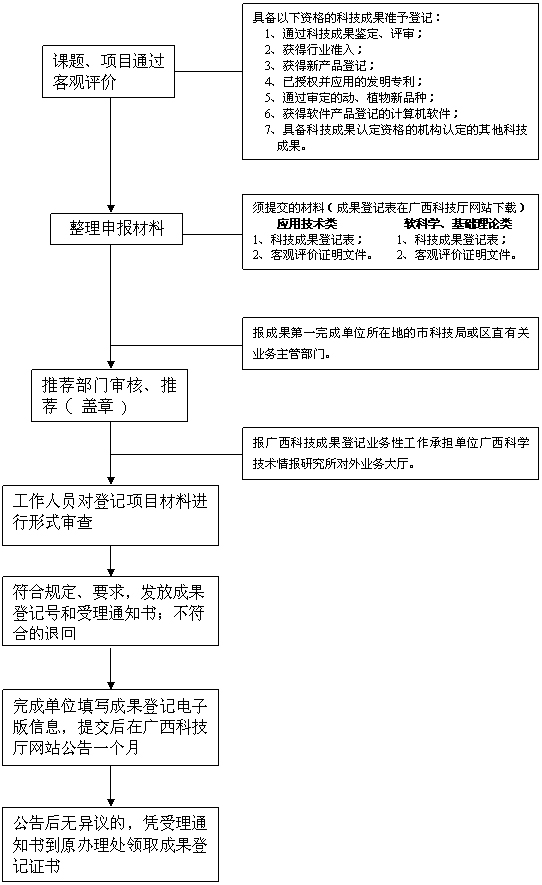 课题、项目通过
客观评价
具备以下资格的科技成果准予登记：
1、通过科技成果鉴定、评审；
2、获得行业准入；
3、获得新产品登记；
4、已授权并应用的发明专利；
5、通过审定的动、植物新品种；
6、获得软件产品登记的计算机软件；
7、具备科技成果认定资格的机构认定的其他科技
成果。
整理申报材料
须提交的材料（成果登记表在广西科技厅网站下载）
应用技术类 软科学、基础理论类
1、科技成果登记表； 1、科技成果登记表；
2、客观评价证明文件。 2、客观评价证明文件。
报成果第一完成单位所在地的市科技局或区直有关
业务主管部门。
推荐部门审核、推
荐（ 盖章 ）
报广西科技成果登记业务性工作承担单位广西科学
技术情报研究所对外业务大厅。
工作人员对登记项目材料进
行形式审查
符合规定、要求，发放成果
登记号和受理通知书；不符
合的退回
完成单位填写成果登记电子
版信息，提交后在广西科技
厅网站公告一个月
公告后无异议的，凭受理通
知书到原办理处领取成果登
记证书